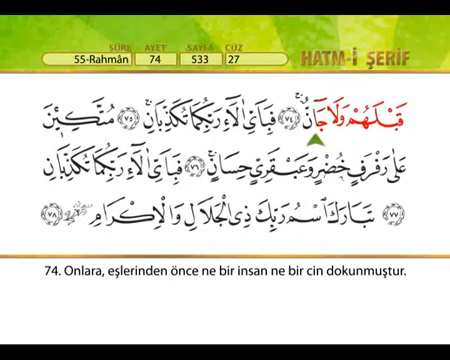 SÛRE AYET SAYFA CÜZ
55-Rahmân 74 533 27
HATM-İ ŞERİF
قَبْلَهُمْ وَلَا جَانٌّۚ ﴿٧٤﴾ فَبِاَيِّ اٰلَٓاءِ رَبِّكُمَا تُكَذِّبَانِۚ ﴿٧٥﴾ مُتَّكِـ۪ٔينَ
عَلٰى رَفْرَفٍ خُضْرٍ وَعَبْقَرِيٍّ حِسَانٍۚ ﴿٧٦﴾ فَبِاَيِّ اٰلَٓاءِ رَبِّكُمَا تُكَذِّبَانِ
﴿٧٧﴾ تَبَارَكَ اسْمُ رَبِّكَ ذِي الْجَلَالِ وَالْاِكْرَامِ ﴿٧٨﴾
74. Onlara, eşlerinden önce ne bir insan ne bir cin dokunmuştur.